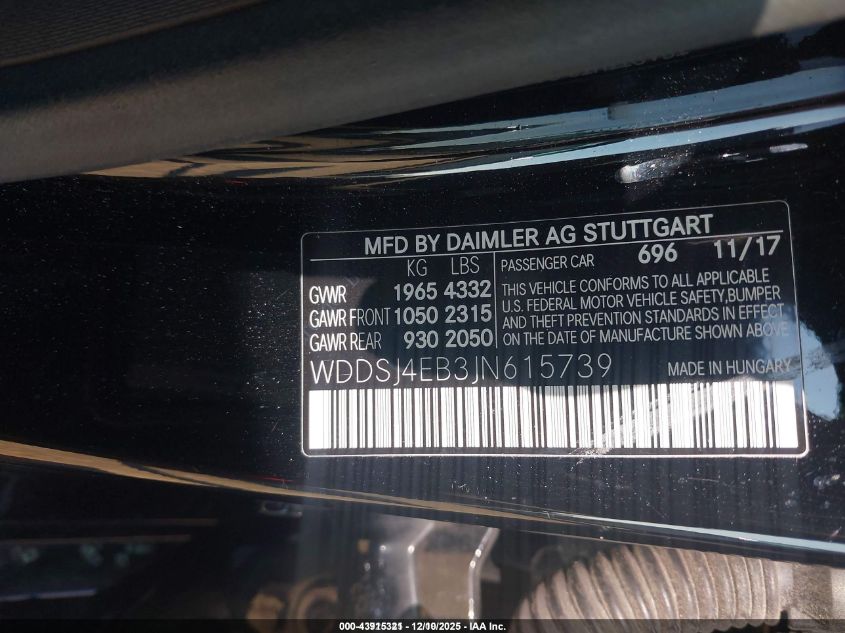 MFD BY DAIMLER AG STUTTGART
KG LBS PASSENGER CAR 696 11/17
GVWR 1965 4332
GAWR FRONT 1050 2315
GAWR REAR 930 2050
THIS VEHICLE CONFORMS TO ALL APPLICABLE
U.S. FEDERAL MOTOR VEHICLE SAFETY, BUMPER
AND THEFT PREVENTION STANDARDS IN EFFECT
ON THE DATE OF MANUFACTURE SHOWN ABOVE
WDDSJ4EB3JN615739 MADE IN HUNGARY
- IAA Inc.